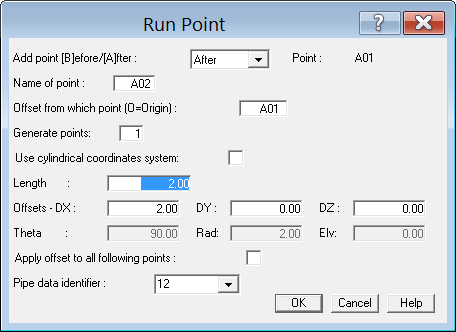 Run Point
?
Add point [B]efore/[A]fter : After Point : A01
Name of point : A02
Offset from which point (O=Origin) : A01
Generate points: 1
Use cylindrical coordinates system:
Length : 2.00
Offsets - DX : 2.00 DY : 0.00 DZ : 0.00
Theta : 90.00 Rad: 2.00 Elv: 0.00
Apply offset to all following points :
Pipe data identifier : 12
OK Cancel Help